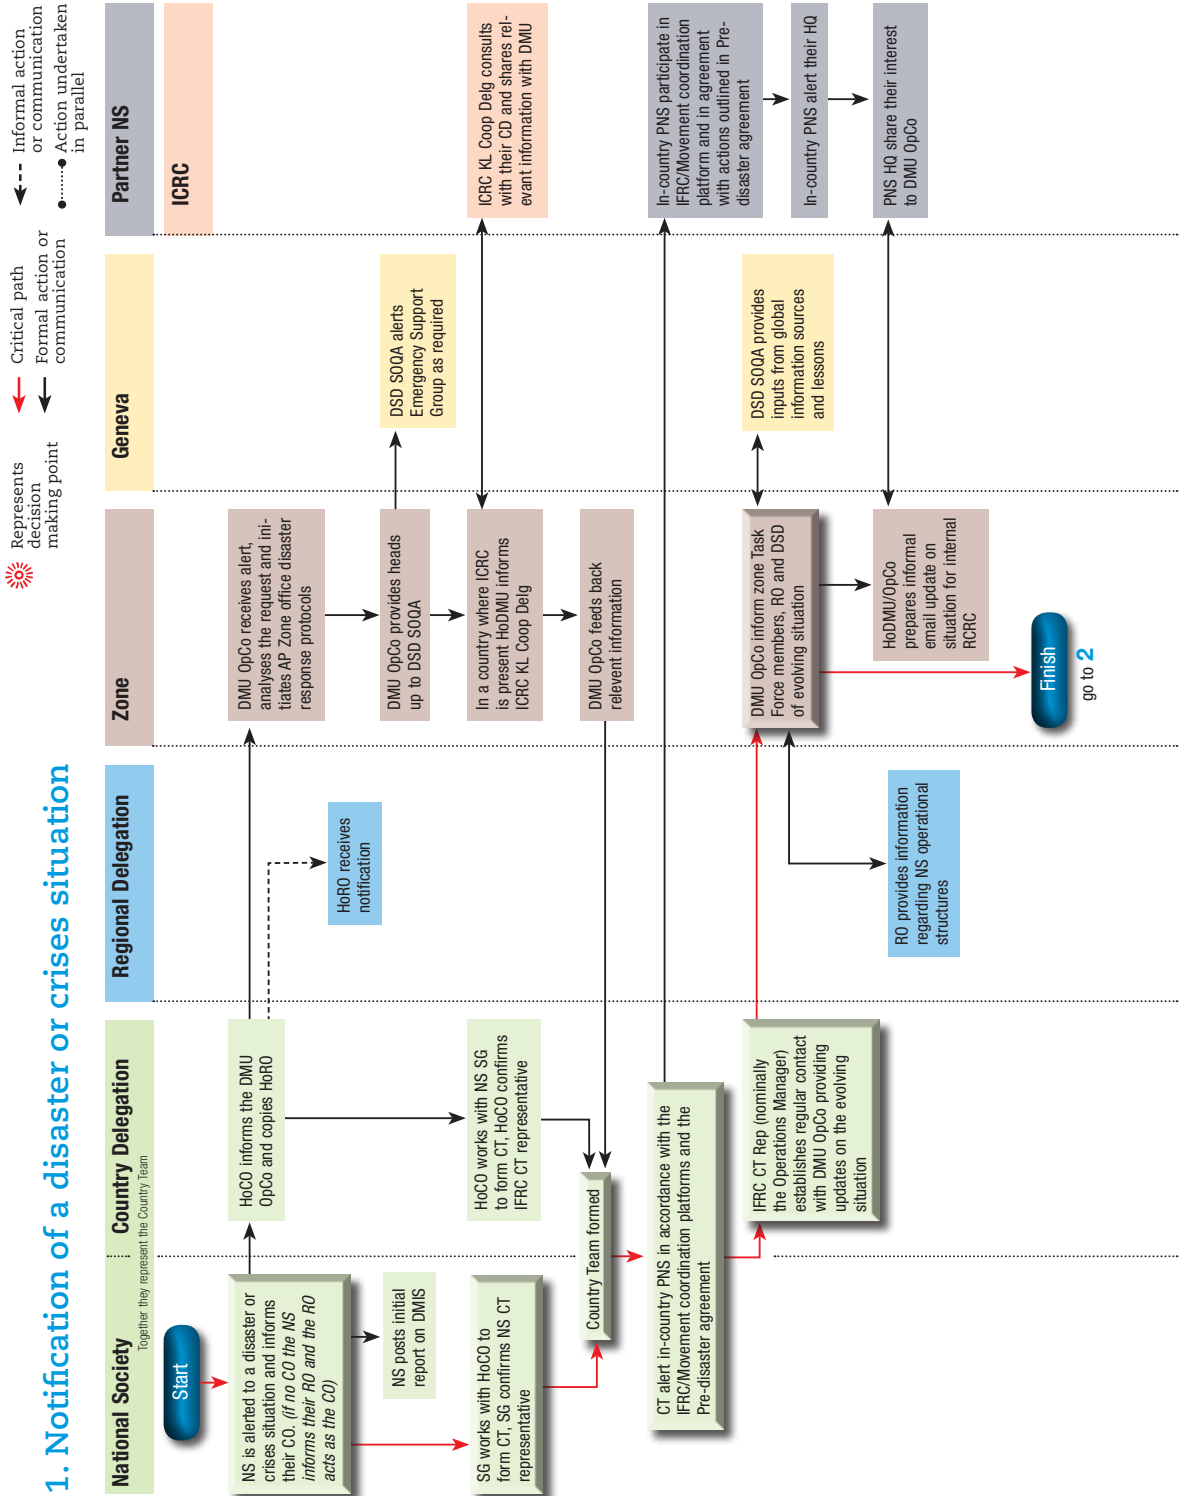 1. Notification of a disaster or crises situation
Represents
decision
making point
Critical path
Formal action or
communication
Informal action
or communication
Action undertaken
in parallel
National Society
Country Delegation
Together they represent the Country Team
Regional Delegation
Zone
Geneva
Partner NS
ICRC
Start
NS is alerted to a disaster or
crises situation and informs
their CO. (if no CO the NS
informs their RO and the RO
acts as the CO)
NS posts initial
report on DMIS
SG works with HoCO to
form CT, SG confirms NS CT
representative
HoCO informs the DMU
OpCo and copies HoRO
HoCO works with NS SG
to form CT, HoCO confirms
IFRC CT representative
Country Team formed
CT alert in-country PNS in accordance with the
IFRC/Movement coordination platforms and the
Pre-disaster agreement
IFRC CT Rep (nominally
the Operations Manager)
establishes regular contact
with DMU OpCo providing
updates on the evolving
situation
HoRO receives
notification
RO provides information
regarding NS operational
structures
DMU OpCo receives alert,
analyses the request and ini-
tiates AP Zone office disaster
response protocols
DMU OpCo provides heads
up to DSD SOQA
In a country where ICRC
is present HoDMU informs
ICRC KL Coop Delg
DMU OpCo feeds back
relevent information
DMU OpCo inform zone Task
Force members, RO and DSD
of evolving situation
HoDMU/OpCo
prepares informal
email update on
situation for internal
RCRC
Finish
go to 2
DSD SOQA alerts
Emergency Support
Group as required
DSD SOQA provides
inputs from global
information sources
and lessons
ICRC KL Coop Delg consults
with their CD and shares rel-
evant information with DMU
In-country PNS participate in
IFRC/Movement coordination
platform and in agreement
with actions outlined in Pre-
disaster agreement
In-country PNS alert their HQ
PNS HQ share their interest
to DMU OpCo